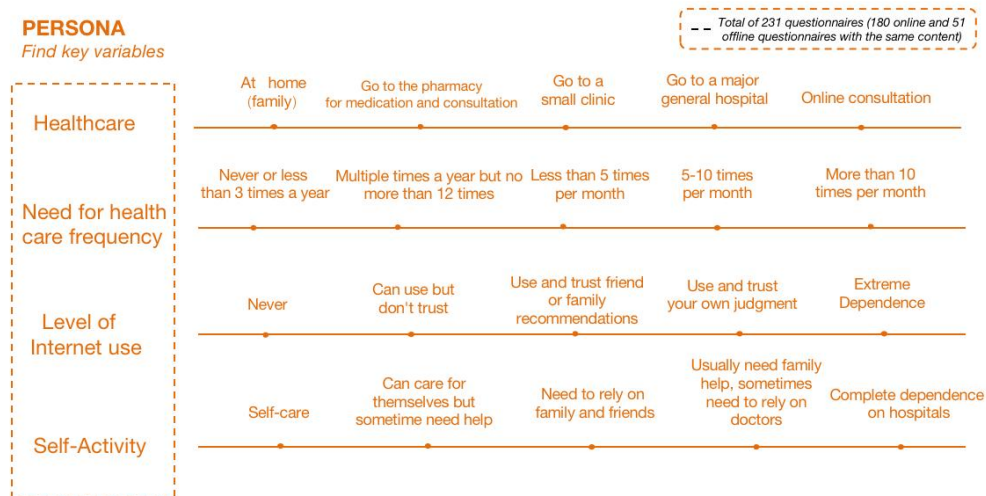 PERSONA
Find key variables
Total of 231 questionnaires (180 online and 51
offline questionnaires with the same content)
Healthcare
At home
(family)
Go to the pharmacy
for medication and consultation
Go to a
small clinic
Go to a major
general hospital
Online consultation
Need for health
care frequency
Never or less
than 3 times a year
Multiple times a year but no
more than 12 times
Less than 5 times
per month
5-10 times
per month
More than 10
times per month
Level of
Internet use
Never
Can use but
don't trust
Use and trust friend
or family
recommendations
Use and trust
your own judgment
Extreme
Dependence
Self-Activity
Self-care
Can care for
themselves but
sometime need help
Need to rely on
family and friends
Usually need family
help, sometimes
need to rely on
doctors
Complete dependence
on hospitals